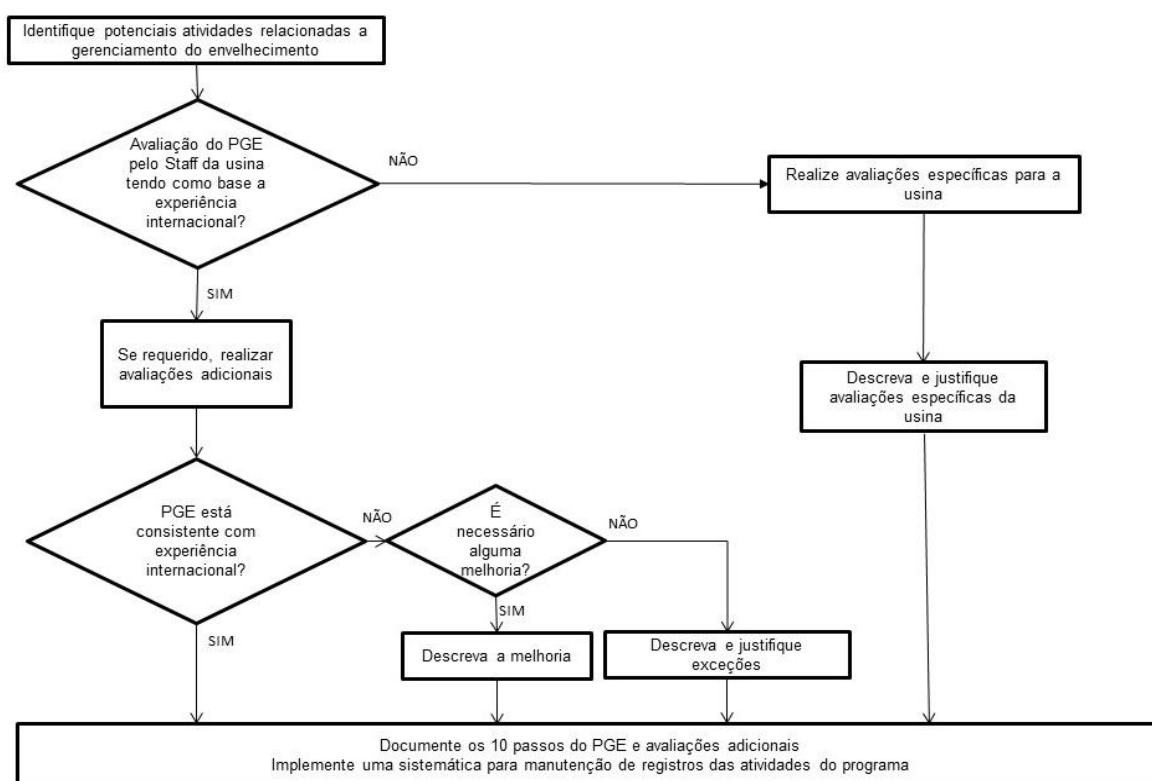 Identifique potenciais atividades relacionadas a
gerenciamento do envelhecimento
Avaliação do PGE
pelo Staff da usina
tendo como base a
experiência
internacional?
NÃO
Realize avaliações específicas para a
usina
SIM
Se requerido, realizar
avaliações adicionais
Descreva e justifique
avaliações específicas da
usina
PGE está
consistente com
experiência
internacional?
NÃO
É
necessário
alguma
melhoria?
NÃO
SIM
SIM
Descreva a melhoria
Descreva e justifique
exceções
Documente os 10 passos do PGE e avaliações adicionais
Implemente uma sistemática para manutenção de registros das atividades do programa